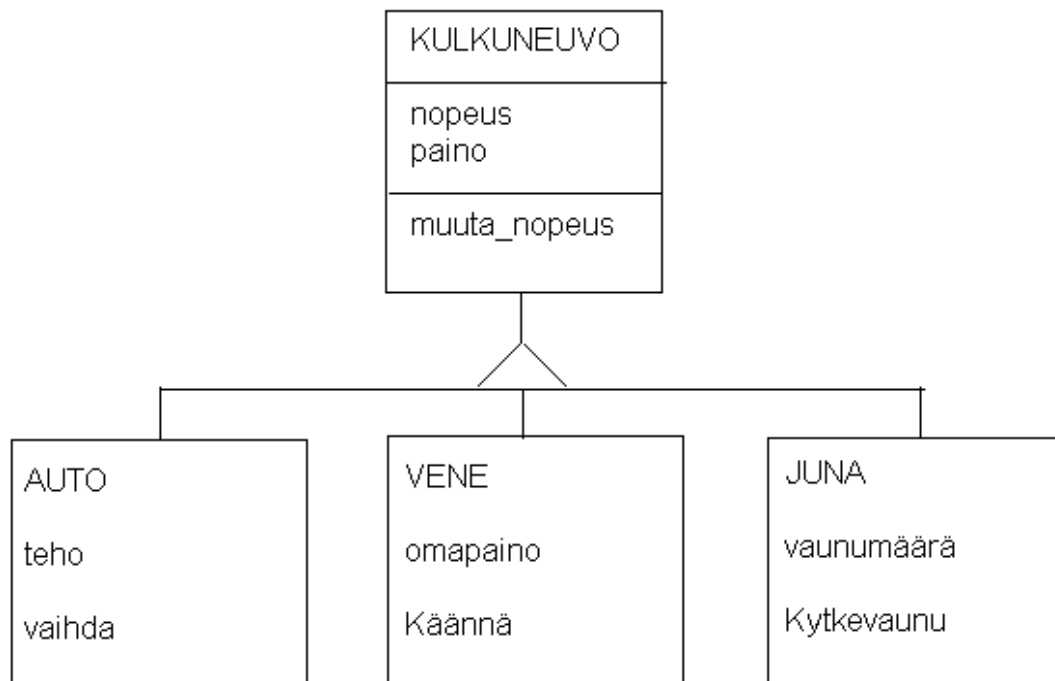 KULKUNEUVO
nopeus
paino
muuta_nopeus
AUTO
teho
vaihda
VENE
omapaino
Käännä
JUNA
vaunumäärä
Kytkevaunu